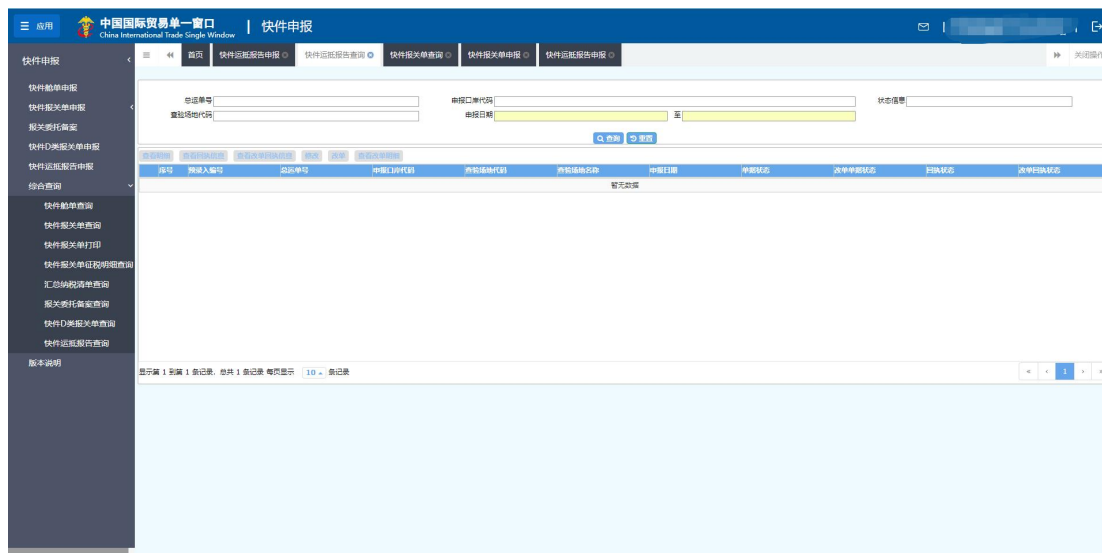 应用
中国国际贸易单一窗口 | 快件申报
China International Trade Single Window
快件申报
首页 快件运抵报告申报 快件运抵报告查询 快件报关单查询 快件报关单申报 快件运抵报告申报 关闭操作
快件舱单申报
快件报关单申报
报关委托备案
快件D类报关单申报
快件运抵报告申报
综合查询
快件舱单查询
快件报关单查询
快件报关单打印
快件报关单征税明细查询
汇总纳税清单查询
报关委托备案查询
快件D类报关单查询
快件运抵报告查询
版本说明
总运单号 申报口岸代码 状态信息
查验场地代码 申报日期 至
查询 重置
查看明细 查看回执信息 查看改单回执信息 修改 改单 查看改单明细
序号 预录入编号 总运单号 申报口岸代码 查验场地代码 查验场地名称 申报日期 单据状态 改单单据状态 回执状态 改单回执状态
暂无数据
显示第 1 到第 1 条记录，总共 1 条记录 每页显示 10 条记录
« ‹ 1 ›